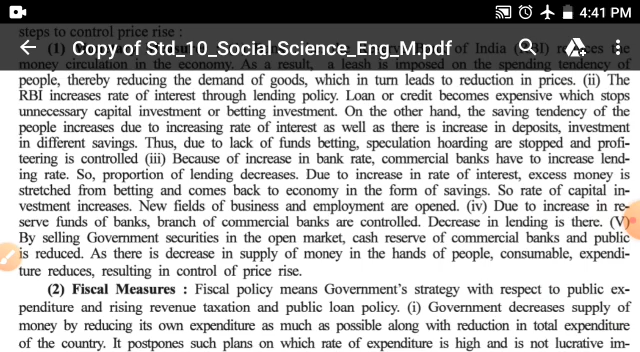 4:41 PM
steps to control price rise :
Copy of Std_10_Social Science_Eng_M.pdf
(1) of India
money circulation in the economy. As a result, a leash is imposed on the spending tendency of
people, thereby reducing the demand of goods, which in turn leads to reduction in prices. (ii) The
RBI increases rate of interest through lending policy. Loan or credit becomes expensive which stops
unnecessary capital investment or betting investment. On the other hand, the saving tendency of the
people increases due to increasing rate of interest as well as there is increase in deposits, investment
in different savings. Thus, due to lack of funds betting, speculation hoarding are stopped and profi-
teering is controlled (iii) Because of increase in bank rate, commercial banks have to increase lend-
ing rate. So, proportion of lending decreases. Due to increase in rate of interest, excess money is
stretched from betting and comes back to economy in the form of savings. So rate of capital in-
vestment increases. New fields of business and employment are opened. (iv) Due to increase in re-
serve funds of banks, branch of commercial banks are controlled. Decrease in lending is there. (V)
By selling Government securities in the open market, cash reserve of commercial banks and public
is reduced. As there is decrease in supply of money in the hands of people, consumable, expendi-
ture reduces, resulting in control of price rise.
(2) Fiscal Measures : Fiscal policy means Government's strategy with respect to public ex-
penditure and rising revenue taxation and public loan policy. (i) Government decreases supply of
money by reducing its own expenditure as much as possible along with reduction in total expenditure
of the country. It postpones such plans on which rate of expenditure is high and is not lucrative im-